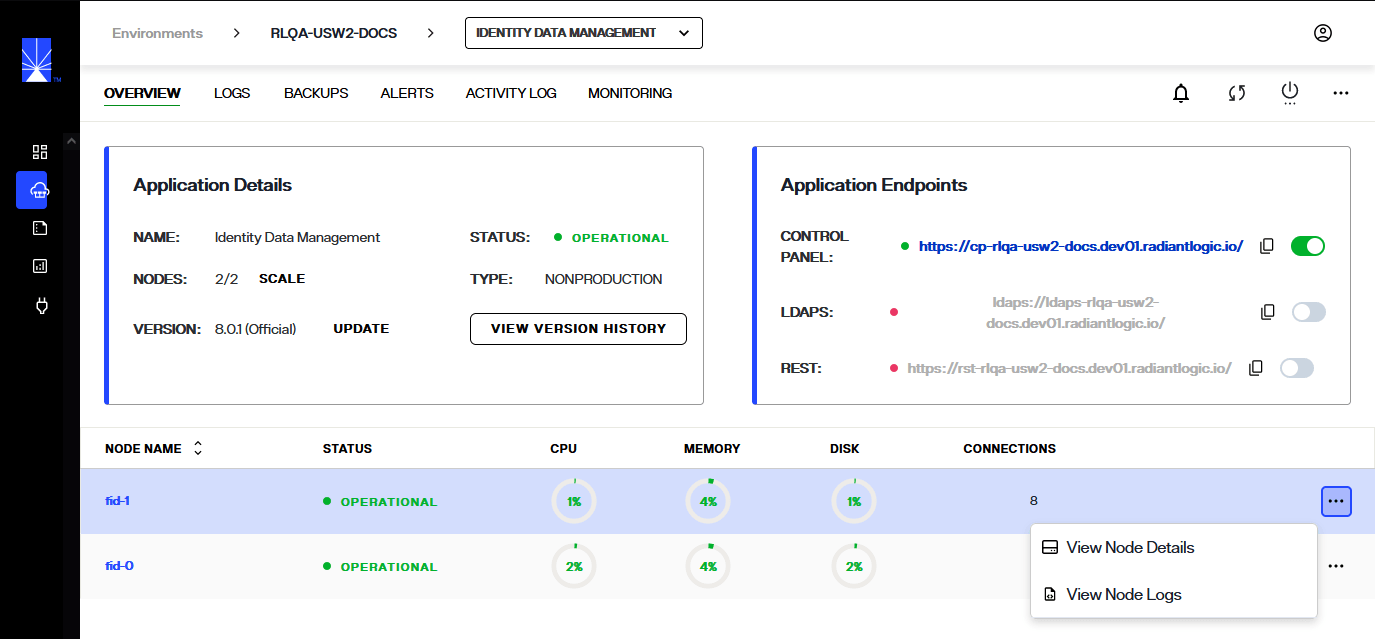 Environments > RLQA-USW2-DOCS > IDENTITY DATA MANAGEMENT
TM
OVERVIEW LOGS BACKUPS ALERTS ACTIVITY LOG MONITORING
Application Details
NAME: Identity Data Management STATUS: OPERATIONAL
NODES: 2/2 SCALE TYPE: NONPRODUCTION
VERSION: 8.0.1 (Official) UPDATE VIEW VERSION HISTORY
Application Endpoints
CONTROL
PANEL: https://cp-rlqa-usw2-docs.dev01.radiantlogic.io/
LDAPS: ldaps://ldaps-rlqa-usw2-
docs.dev01.radiantlogic.io/
REST: https://rst-rlqa-usw2-docs.dev01.radiantlogic.io/
NODE NAME STATUS CPU MEMORY DISK CONNECTIONS
fid-1 OPERATIONAL 1% 4% 1% 8
fid-0 OPERATIONAL 2% 4% 2%
View Node Details
View Node Logs